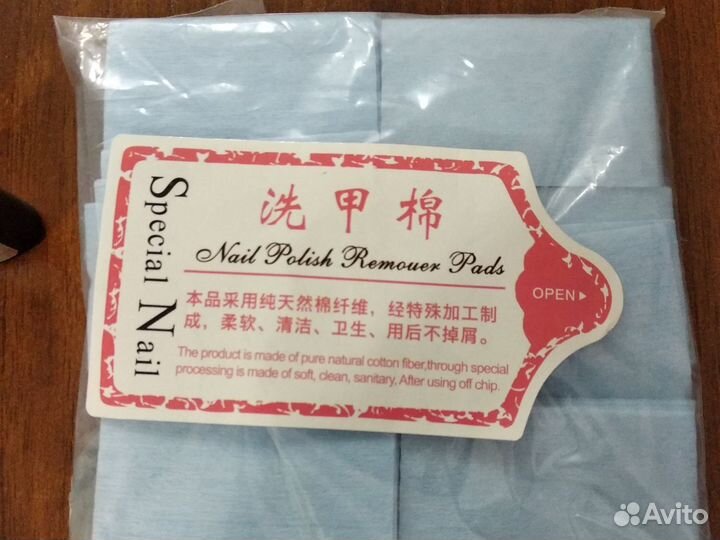 Special Nail
洗甲棉
Nail Polish Remouer Pads
本品采用纯天然棉纤维，经特殊加工制
成，柔软、清洁、卫生、用后不掉屑。
The product is made of pure natural cotton fiber,through special
processing is made of soft, clean, sanitary, After using off chip.
OPEN
Avito